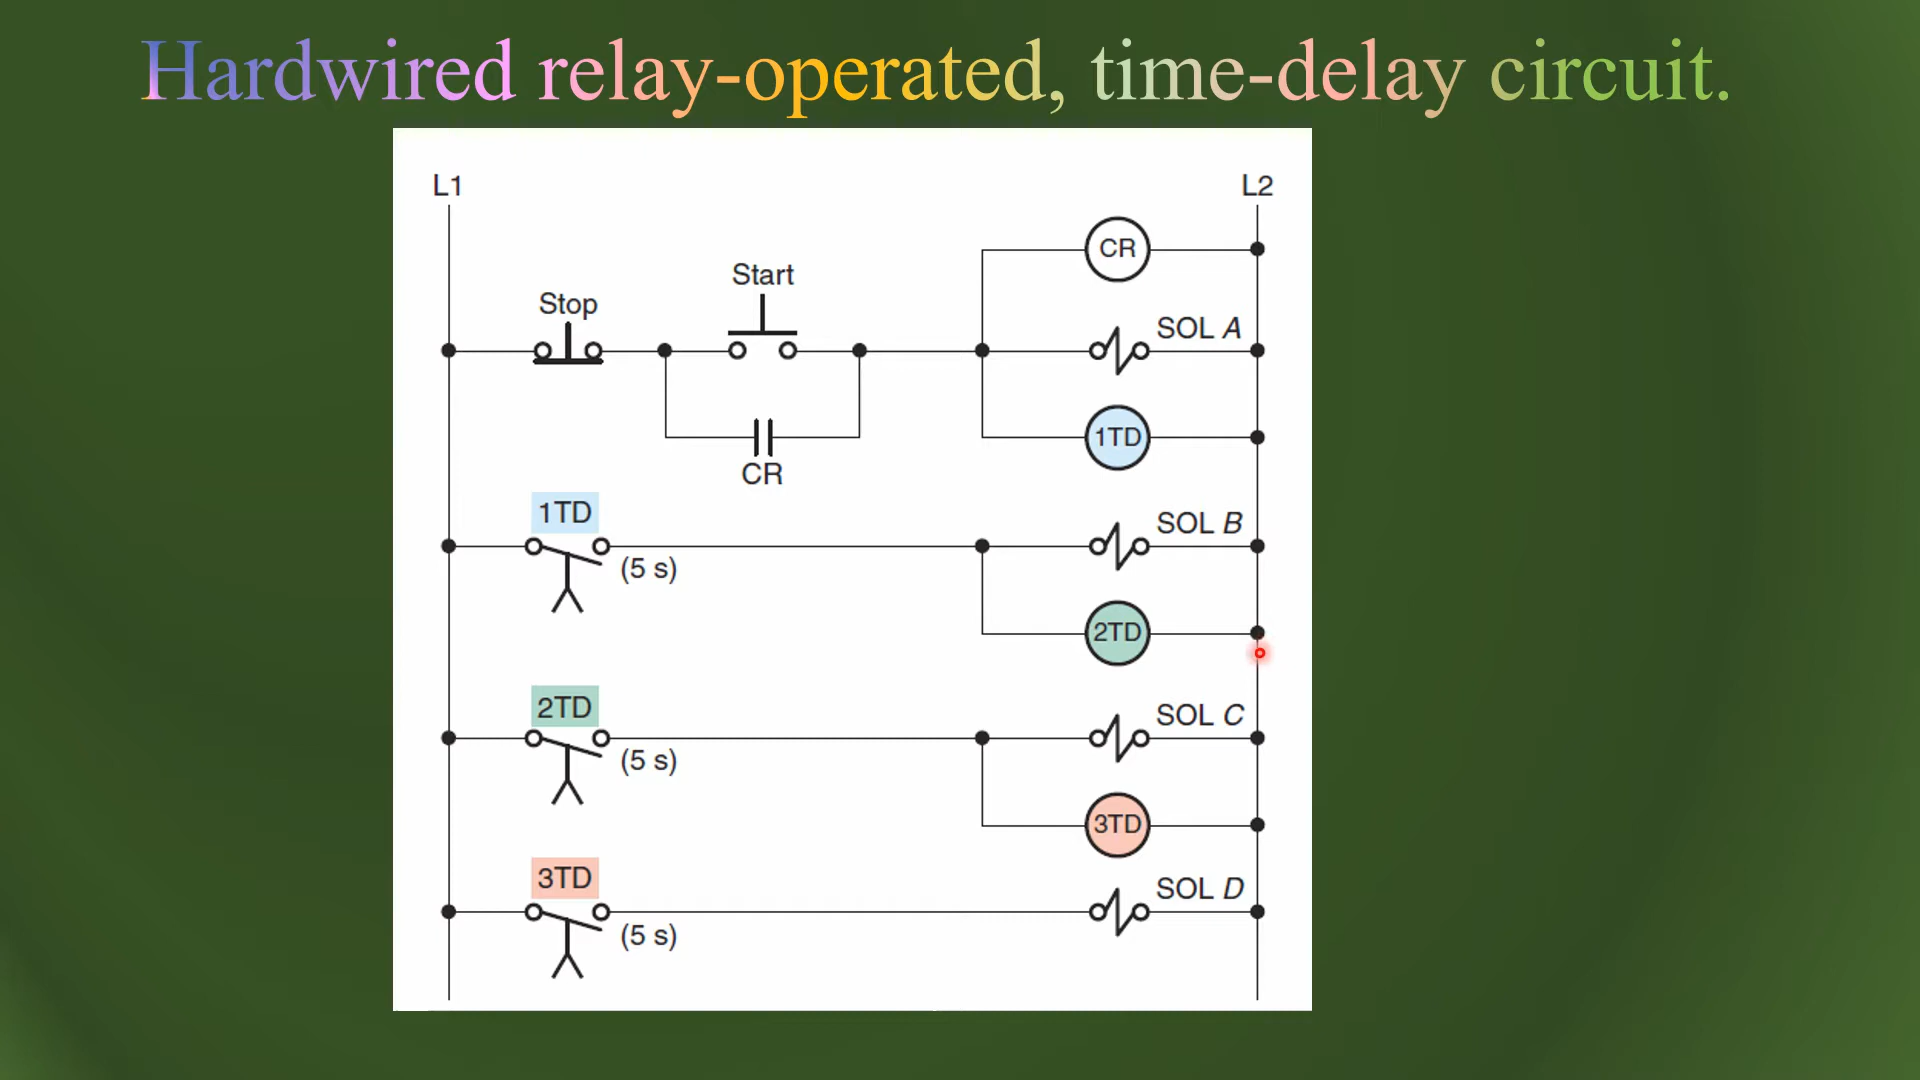 Hardwired relay-operated, time-delay circuit.
L1
L2
CR
Start
Stop
SOL A
1TD
CR
1TD
(5 s)
SOL B
2TD
2TD
(5 s)
SOL C
3TD
3TD
(5 s)
SOL D